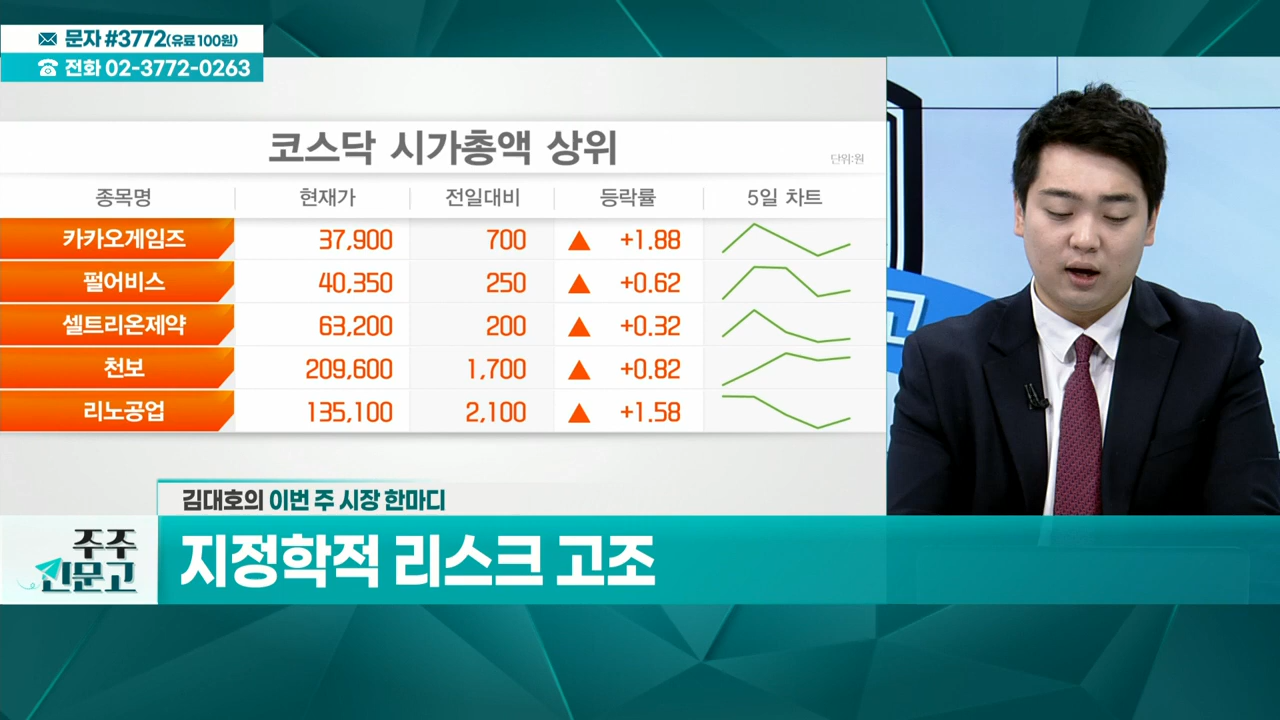 문자 #3772(유료 100원)
전화 02-3772-0263
코스닥 시가총액 상위
단위:원
종목명 현재가 전일대비 등락률 5일 차트
카카오게임즈 37,900 700 ▲ +1.88
펄어비스 40,350 250 ▲ +0.62
셀트리온제약 63,200 200 ▲ +0.32
천보 209,600 1,700 ▲ +0.82
리노공업 135,100 2,100 ▲ +1.58
김대호의 이번 주 시장 한마디
주주
신문고
지정학적 리스크 고조